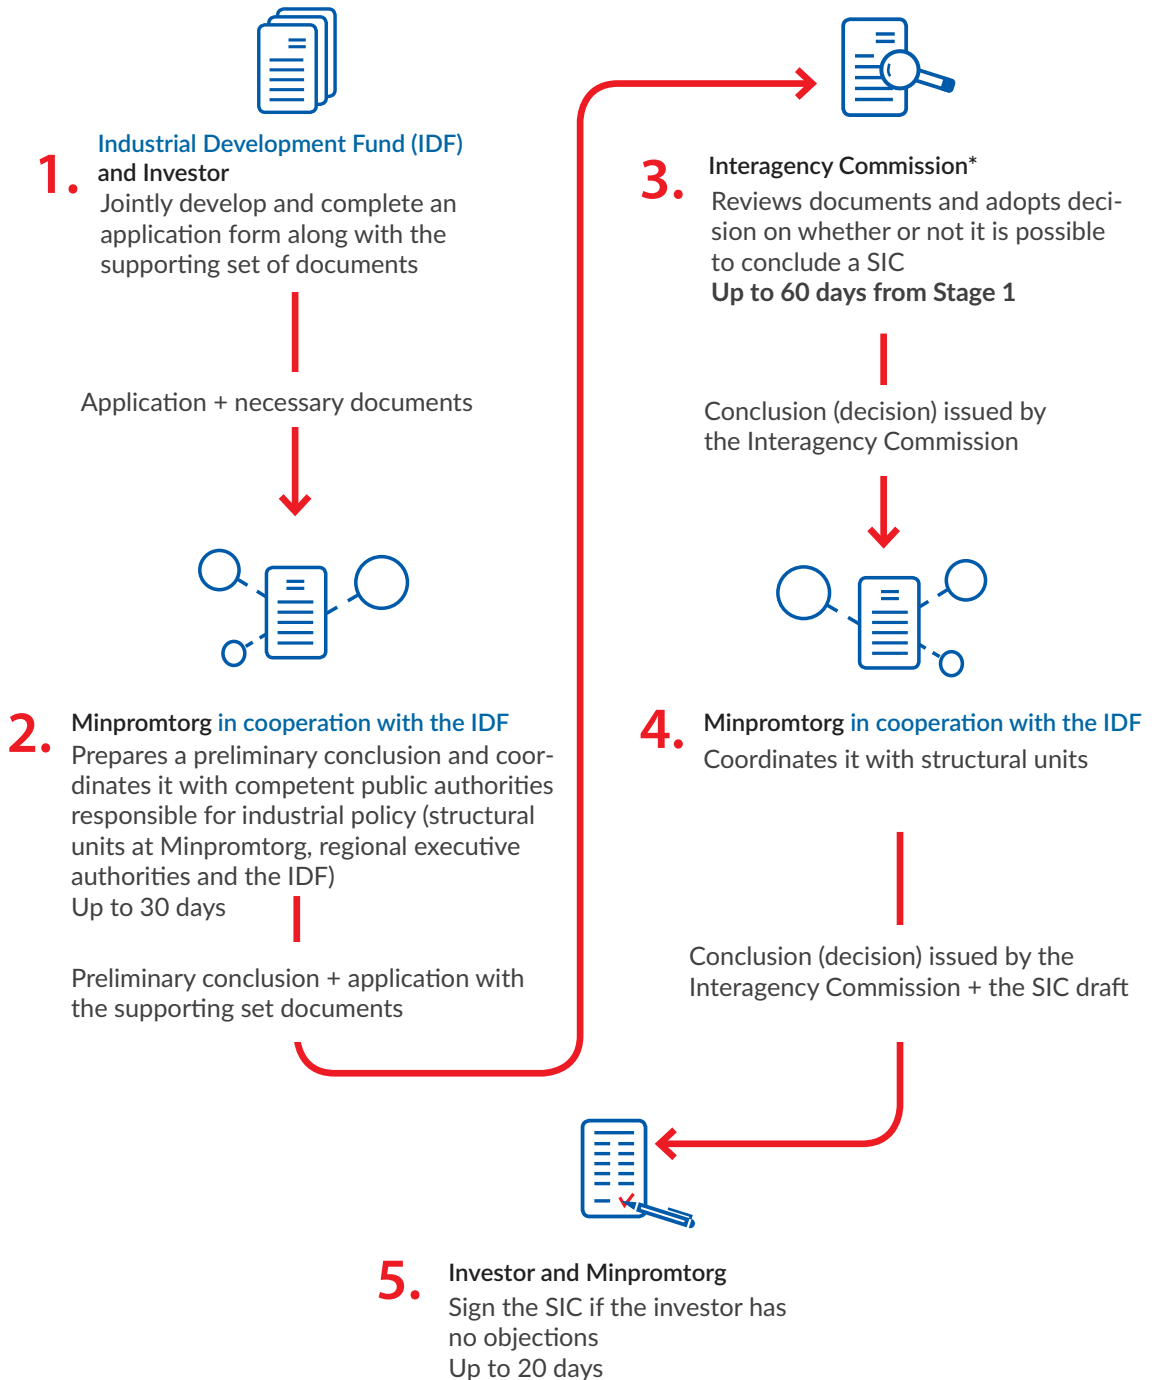 1.
Industrial Development Fund (IDF)
and Investor
Jointly develop and complete an
application form along with the
supporting set of documents
Application + necessary documents
2.
Minpromtorg in cooperation with the IDF
Prepares a preliminary conclusion and coor-
dinates it with competent public authorities
responsible for industrial policy (structural
units at Minpromtorg, regional executive
authorities and the IDF)
Up to 30 days
Preliminary conclusion + application with
the supporting set documents
3.
Interagency Commission*
Reviews documents and adopts deci-
sion on whether or not it is possible
to conclude a SIC
Up to 60 days from Stage 1
Conclusion (decision) issued by
the Interagency Commission
4.
Minpromtorg in cooperation with the IDF
Coordinates it with structural units
Conclusion (decision) issued by the
Interagency Commission + the SIC draft
5.
Investor and Minpromtorg
Sign the SIC if the investor has
no objections
Up to 20 days